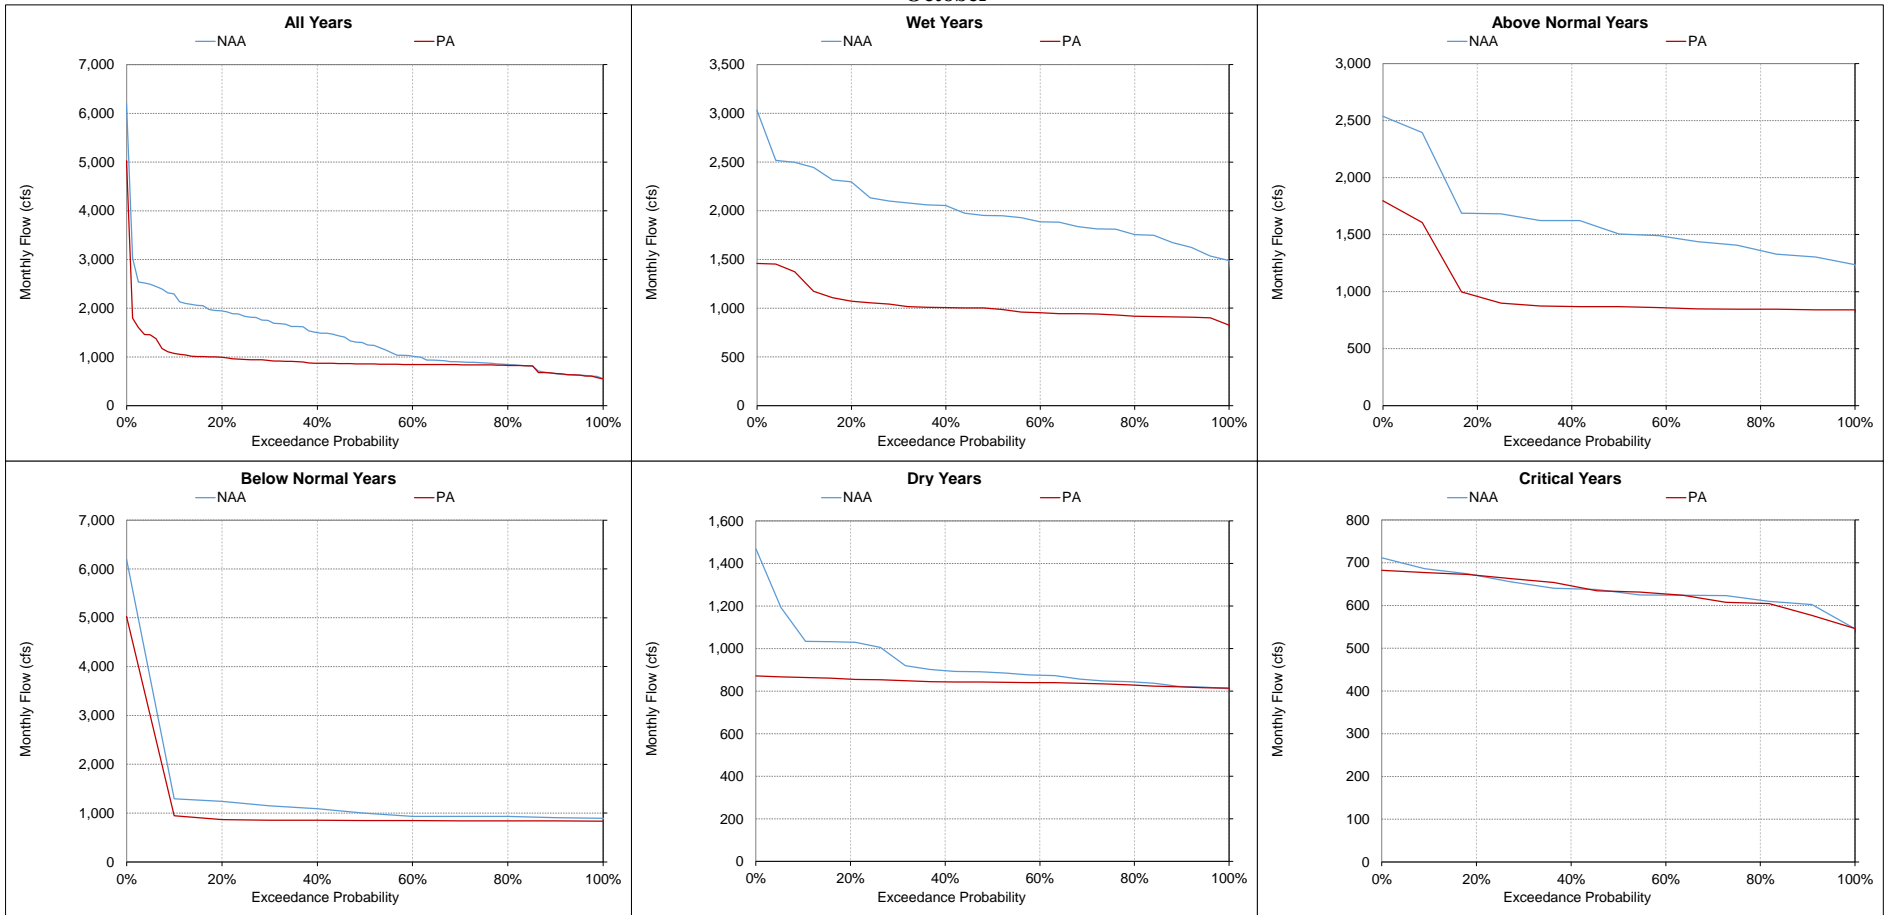 All Years
NAA PA
7,000
6,000
5,000
4,000
3,000
2,000
1,000
0
Monthly Flow (cfs)
0% 20% 40% 60% 80% 100%
Exceedance Probability
Wet Years
NAA PA
3,500
3,000
2,500
2,000
1,500
1,000
500
0
Monthly Flow (cfs)
0% 20% 40% 60% 80% 100%
Exceedance Probability
Above Normal Years
NAA PA
3,000
2,500
2,000
1,500
1,000
500
0
Monthly Flow (cfs)
0% 20% 40% 60% 80% 100%
Exceedance Probability
Below Normal Years
NAA PA
7,000
6,000
5,000
4,000
3,000
2,000
1,000
0
Monthly Flow (cfs)
0% 20% 40% 60% 80% 100%
Exceedance Probability
Dry Years
NAA PA
1,600
1,400
1,200
1,000
800
600
400
200
0
Monthly Flow (cfs)
0% 20% 40% 60% 80% 100%
Exceedance Probability
Critical Years
NAA PA
800
700
600
500
400
300
200
100
0
Monthly Flow (cfs)
0% 20% 40% 60% 80% 100%
Exceedance Probability